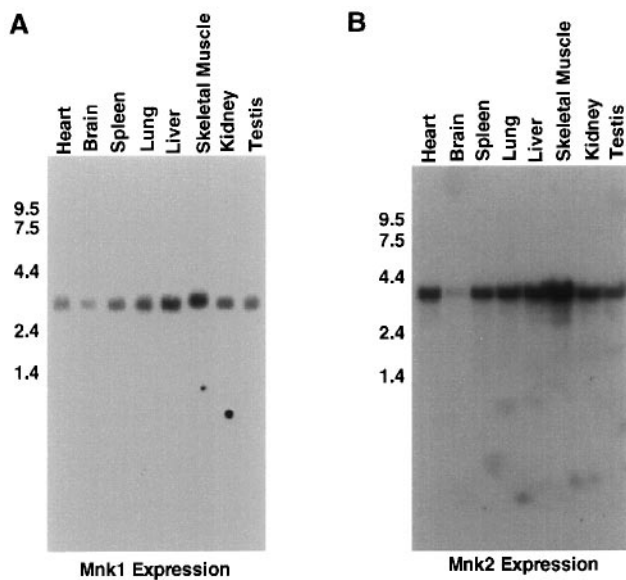 A
Heart
Brain
Spleen
Lung
Liver
Skeletal Muscle
Kidney
Testis
9.5
7.5
4.4
2.4
1.4
Mnk1 Expression
B
Heart
Brain
Spleen
Lung
Liver
Skeletal Muscle
Kidney
Testis
9.5
7.5
4.4
2.4
1.4
Mnk2 Expression